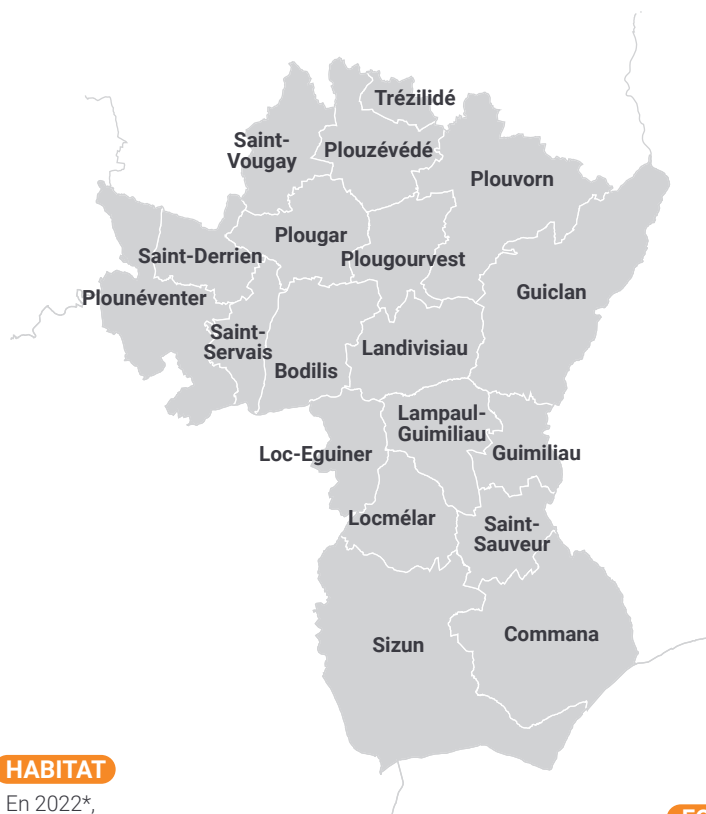 Trézilidé
Saint-
Vougay
Plouzévédé
Plouvorn
Plougar
Saint-Derrien
Plougourvest
Plounéventer
Guiclan
Saint-
Servais
Landivisiau
Bodilis
Lampaul-
Guimiliau
Loc-Eguiner
Guimiliau
Locmélar
Saint-
Sauveur
Commana
Sizun
HABITAT
En 2022*,